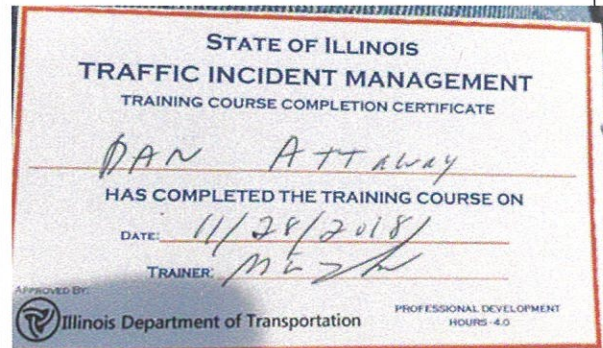 STATE OF ILLINOIS
TRAFFIC INCIDENT MANAGEMENT
TRAINING COURSE COMPLETION CERTIFICATE
DAN ATTAWAY
HAS COMPLETED THE TRAINING COURSE ON
DATE: 11/28/2018
TRAINER:
APPROVED BY:
Illinois Department of Transportation
PROFESSIONAL DEVELOPMENT
HOURS - 4.0